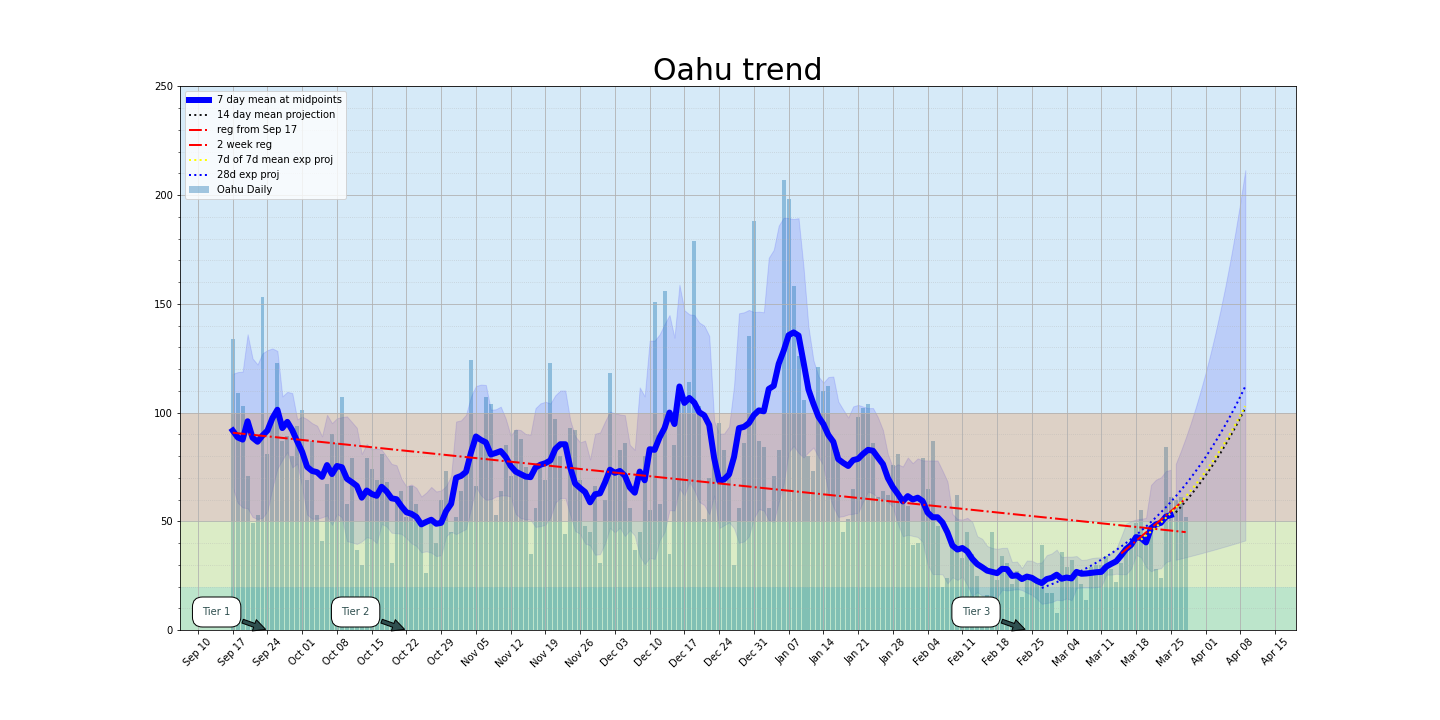 Oahu trend
250
200
150
100
50
0
7 day mean at midpoints
14 day mean projection
reg from Sep 17
2 week reg
7d of 7d mean exp proj
28d exp proj
Oahu Daily
Tier 1
Tier 2
Tier 3
Sep 10
Sep 17
Sep 24
Oct 01
Oct 08
Oct 15
Oct 22
Oct 29
Nov 05
Nov 12
Nov 19
Nov 26
Dec 03
Dec 10
Dec 17
Dec 24
Dec 31
Jan 07
Jan 14
Jan 21
Jan 28
Feb 04
Feb 11
Feb 18
Feb 25
Mar 04
Mar 11
Mar 18
Mar 25
Apr 01
Apr 08
Apr 15